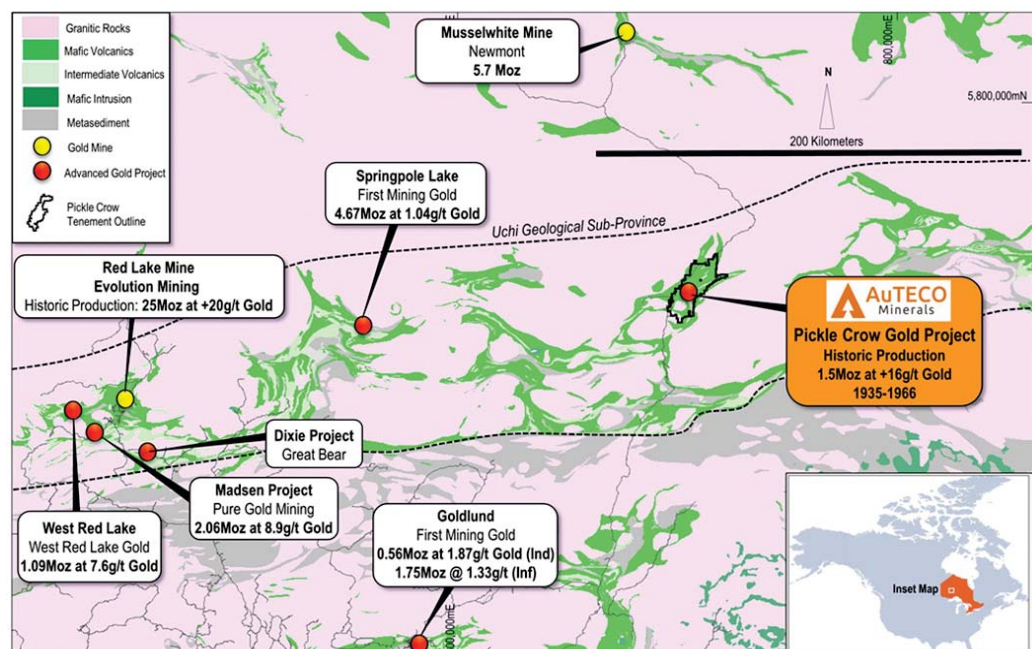 Granitic Rocks
Mafic Volcanics
Intermediate Volcanics
Mafic Intrusion
Metasediment
Gold Mine
Advanced Gold Project
Pickle Crow
Tenement Outline
Musselwhite Mine
Newmont
5.7 Moz
800,000mE
N
5,800,000mN
200 Kilometers
Springpole Lake
First Mining Gold
4.67Moz at 1.04g/t Gold
Uchi Geological Sub-Province
Red Lake Mine
Evolution Mining
Historic Production: 25Moz at +20g/t Gold
AuTECO
Minerals
Pickle Crow Gold Project
Historic Production
1.5Moz at +16g/t Gold
1935-1966
Dixie Project
Great Bear
Madsen Project
Pure Gold Mining
2.06Moz at 8.9g/t Gold
West Red Lake
West Red Lake Gold
1.09Moz at 7.6g/t Gold
Goldlund
First Mining Gold
0.56Moz at 1.87g/t Gold (Ind)
1.75Moz @ 1.33g/t (Inf)
Inset Map